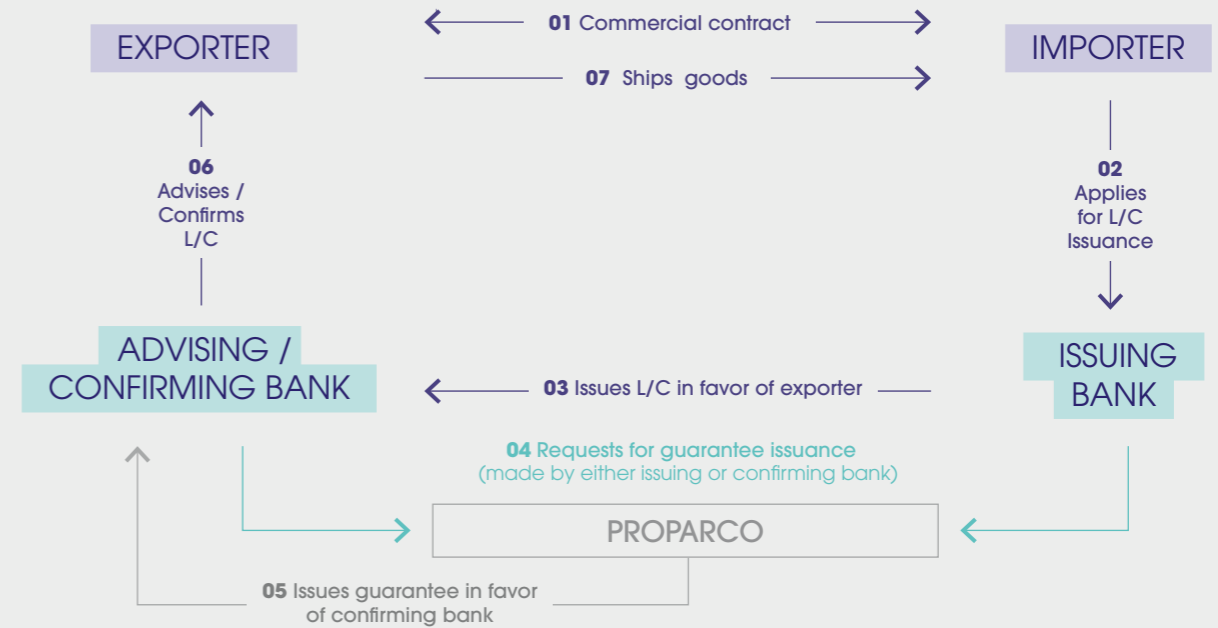 01 Commercial contract
EXPORTER
IMPORTER
07 Ships goods
06
Advises /
Confirms
L/C
02
Applies
for L/C
Issuance
ADVISING /
CONFIRMING BANK
ISSUING
BANK
03 Issues L/C in favor of exporter
04 Requests for guarantee issuance
(made by either issuing or confirming bank)
PROPARCO
05 Issues guarantee in favor
of confirming bank